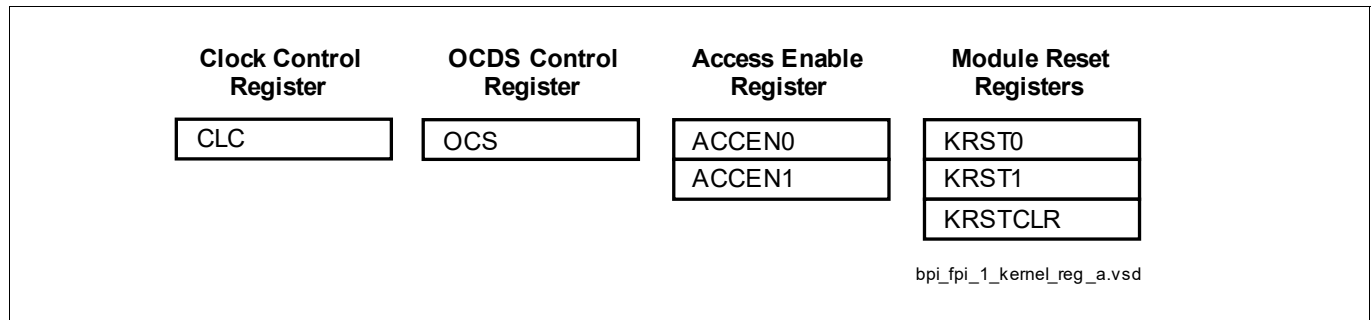 Clock Control
Register
OCDS Control
Register
Access Enable
Register
Module Reset
Registers
CLC
OCS
ACCEN0
KRST0
ACCEN1
KRST1
KRSTCLR
bpi_fpi_1_kernel_reg_a.vsd